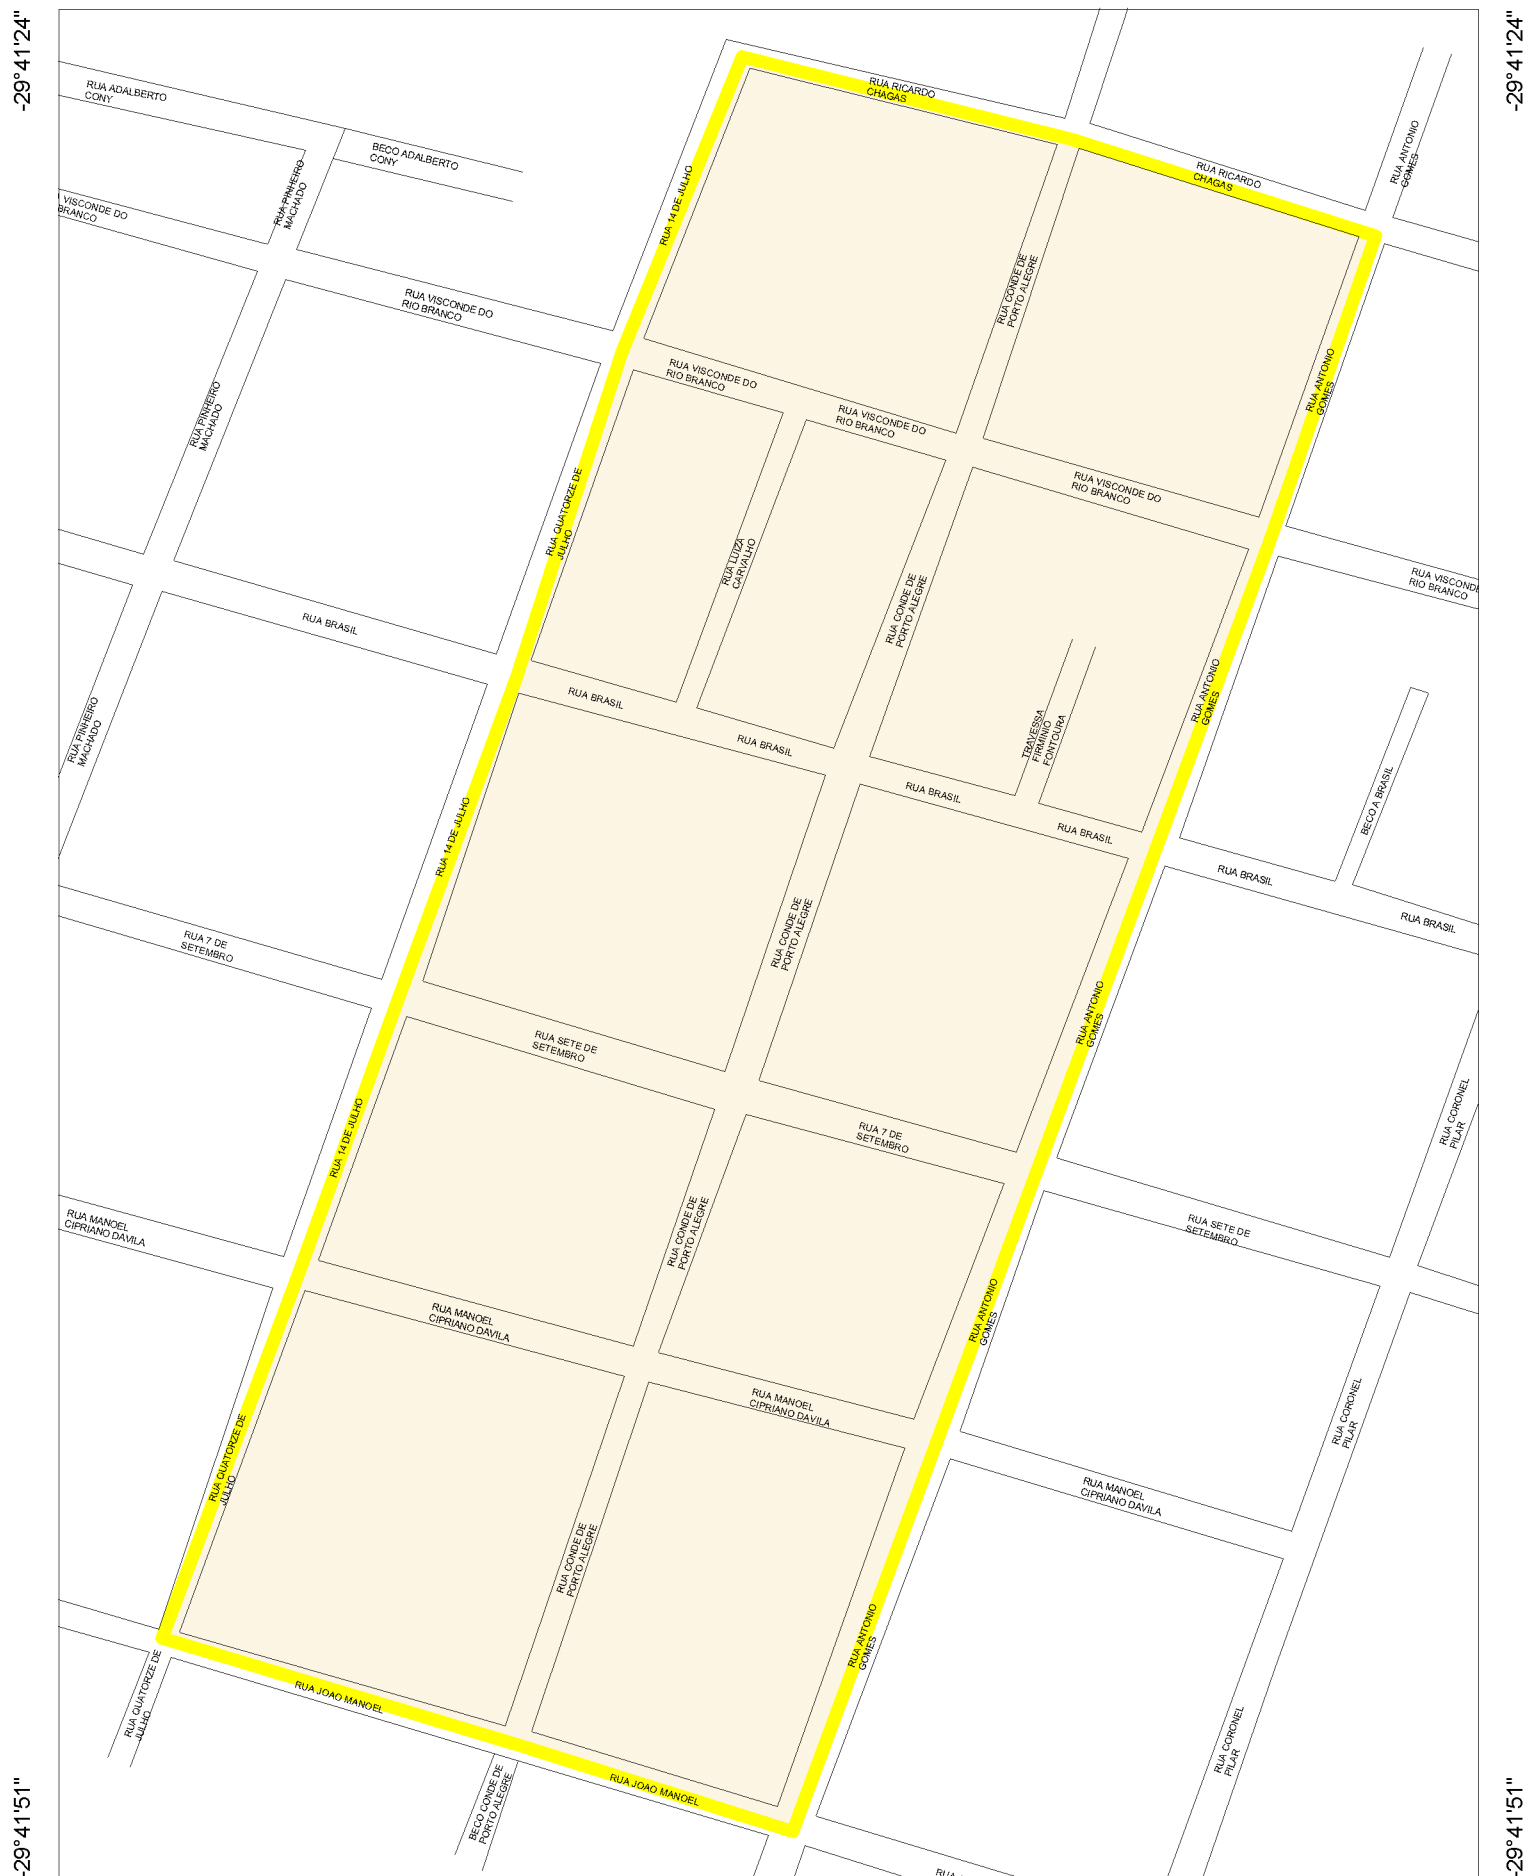 -29°41'24"
-29°41'24"
RUA RICARDO
CHAGAS
RUA ADALBERTO
CONY
BECO ADALBERTO
CONY
RUA ANTONIO
GOMES
RUA RICARDO
CHAGAS
RUA PINHEIRO
MACHADO
RUA 14 DE JULHO
VISCONDE DO
BRANCO
RUA CONDE DE
PORTO ALEGRE
RUA VISCONDE DO
RIO BRANCO
RUA VISCONDE DO
RIO BRANCO
RUA ANTONIO
GOMES
RUA PINHEIRO
MACHADO
RUA VISCONDE DO
RIO BRANCO
RUA VISCONDE DO
RIO BRANCO
RUA QUATORZE DE
JULHO
RUA LUIZA
CARVALHO
RUA CONDE DE
PORTO ALEGRE
RUA VISCONDE
RIO BRANCO
RUA BRASIL
RUA BRASIL
RUA ANTONIO
GOMES
RUA PINHEIRO
MACHADO
RUA BRASIL
TRAVESSA
FIRMINIO
FONTOURA
RUA BRASIL
RUA BRASIL
BECO A BRASIL
RUA 14 DE JULHO
RUA BRASIL
RUA BRASIL
RUA 7 DE
SETEMBRO
RUA CONDE DE
PORTO ALEGRE
RUA ANTONIO
GOMES
RUA SETE DE
SETEMBRO
RUA 14 DE JULHO
RUA 7 DE
SETEMBRO
RUA CORONEL
PILAR
RUA MANOEL
CIPRIANO DAVILA
RUA CONDE DE
PORTO ALEGRE
RUA SETE DE
SETEMBRO
RUA MANOEL
CIPRIANO DAVILA
RUA ANTONIO
GOMES
RUA MANOEL
CIPRIANO DAVILA
RUA CORONEL
PILAR
RUA QUATORZE DE
JULHO
RUA MANOEL
CIPRIANO DAVILA
RUA CONDE DE
PORTO ALEGRE
RUA ANTONIO
GOMES
RUA QUATORZE DE
JULHO
RUA JOAO MANOEL
RUA CORONEL
PILAR
RUA JOAO MANOEL
BECO CONDE DE
PORTO ALEGRE
RUA
-29°41'51"
-29°41'51"